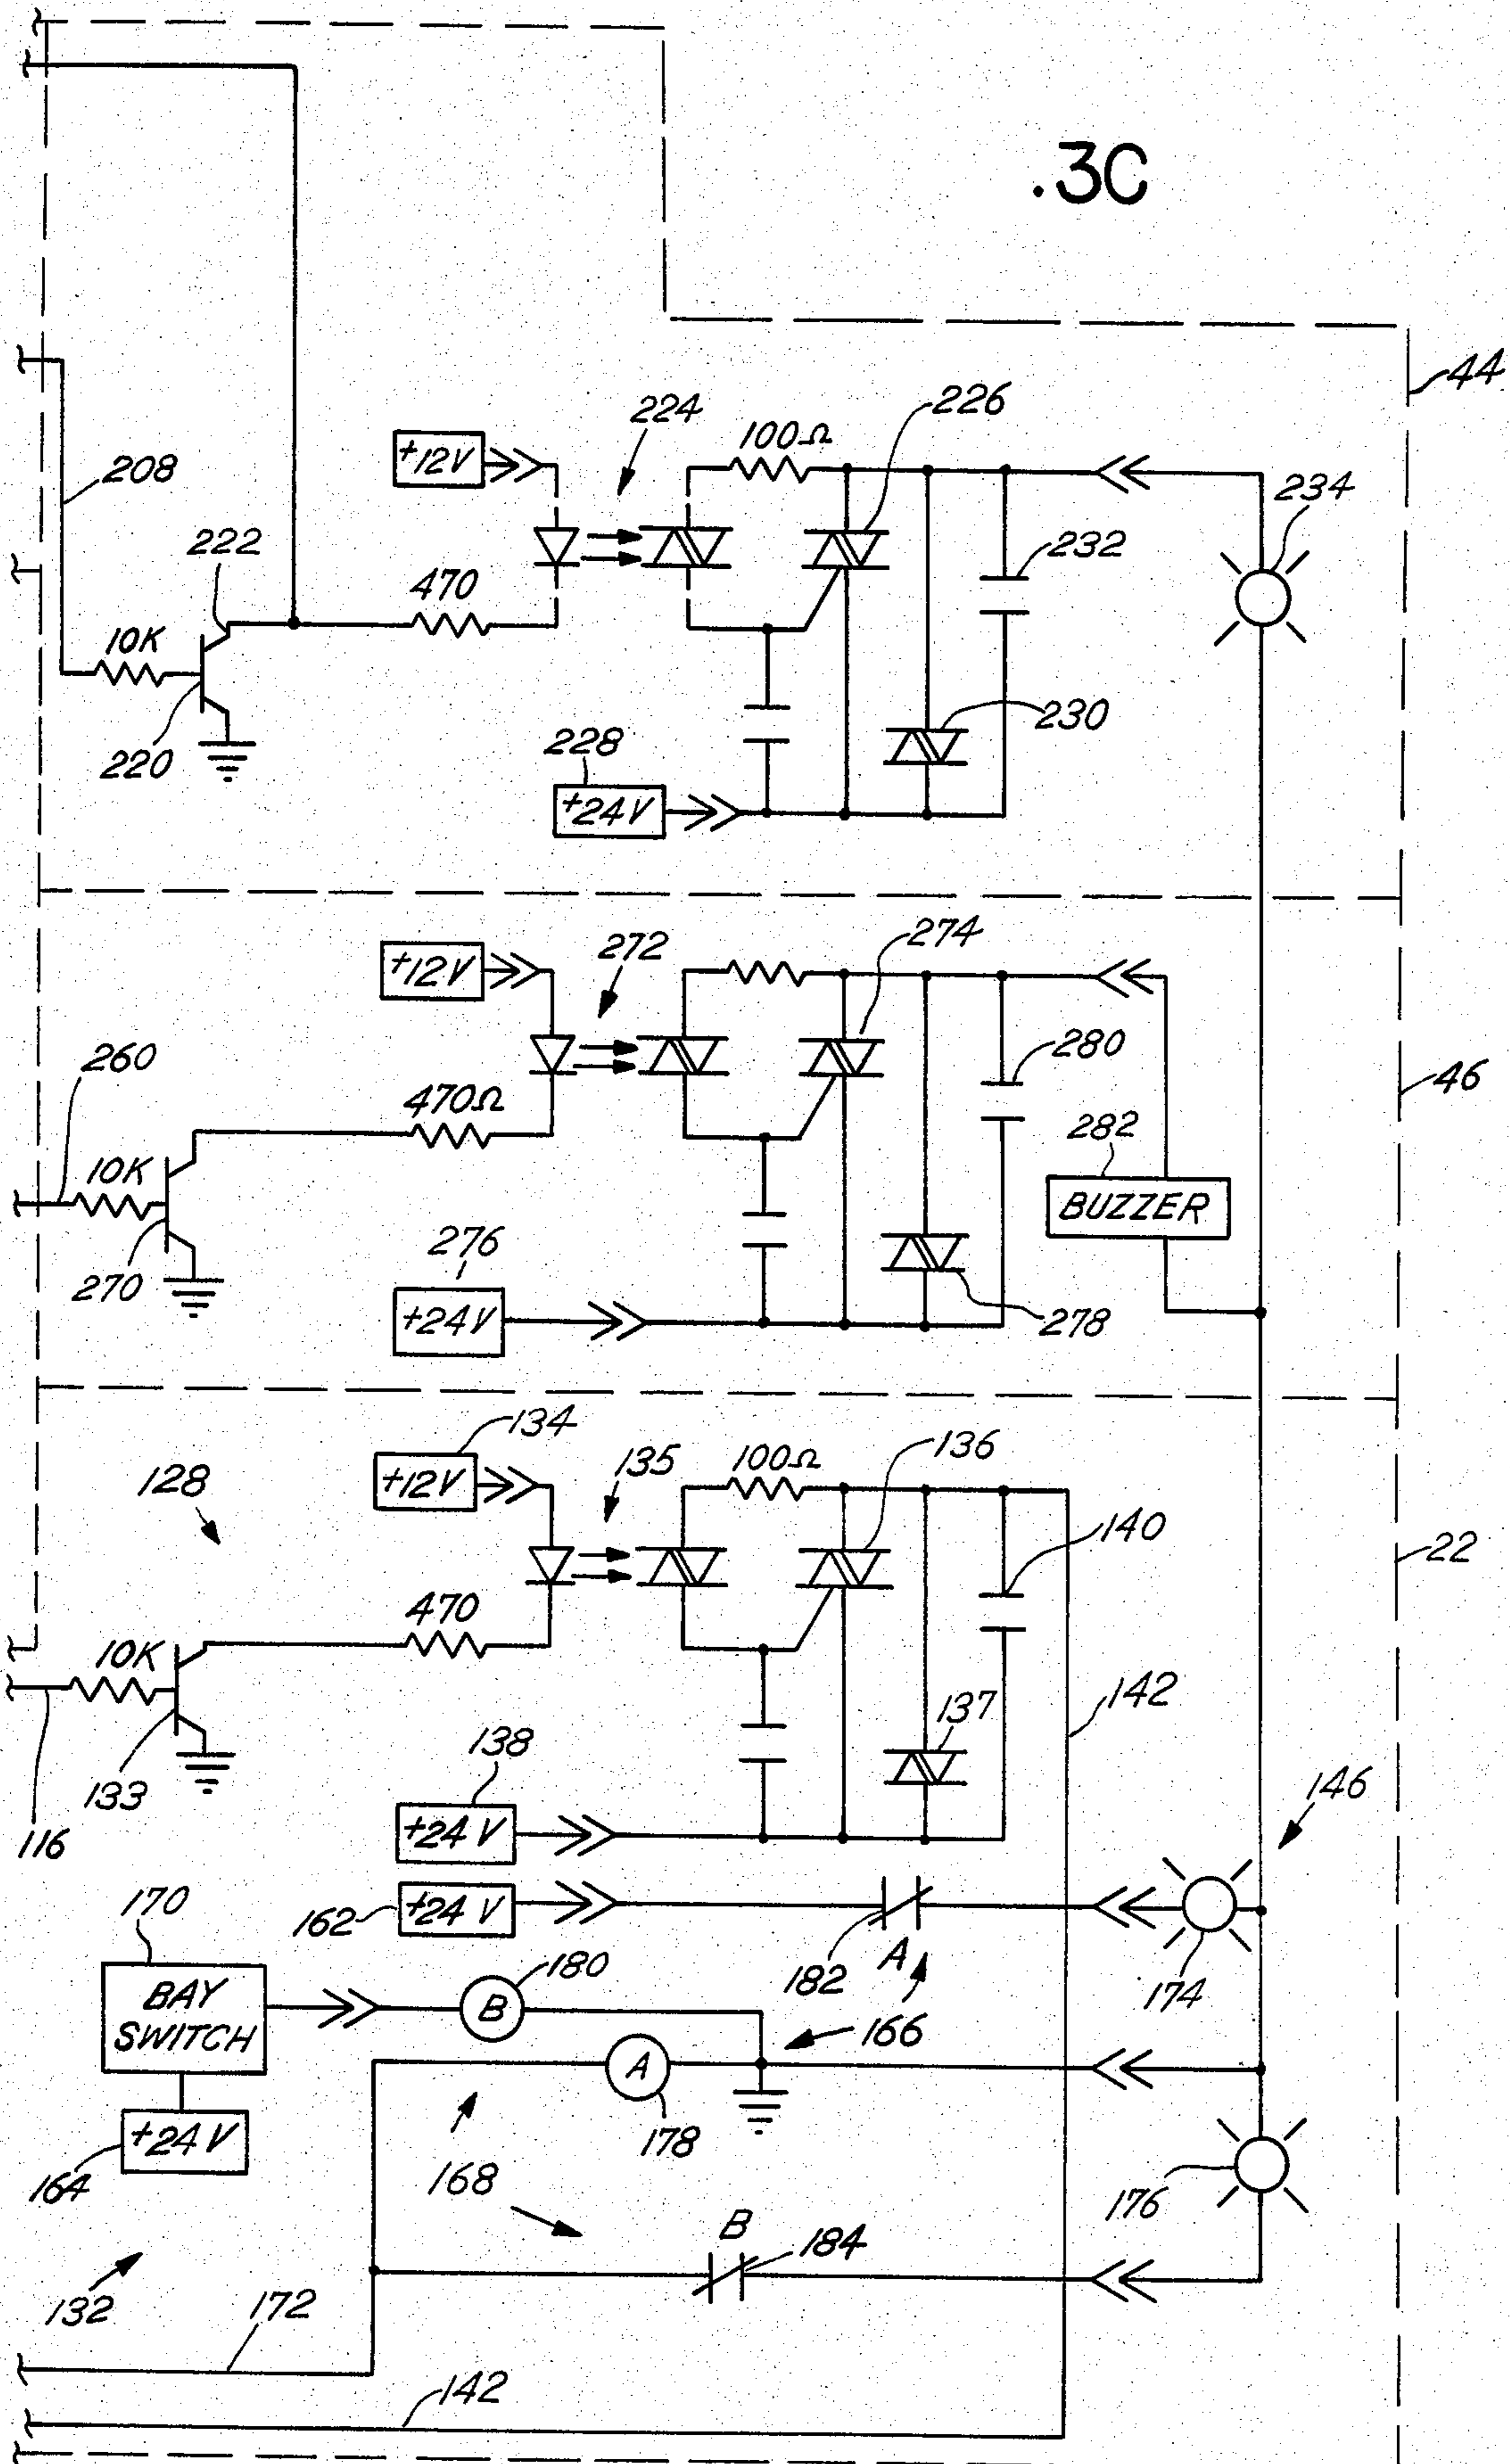 .3C
44
224
226
100Ω
+12V
208
234
222
232
470
10K
230
228
220
+24V
274
272
+12V
260
280
46
470Ω
282
10K
BUZZER
276
270
+24V
278
134
136
135
100Ω
128
+12V
140
22
470
10K
142
137
138
133
146
+24V
116
170
162
+24V
180
182
A
174
BAY
SWITCH
B
166
A
+24V
178
164
168
176
B
184
132
172
142